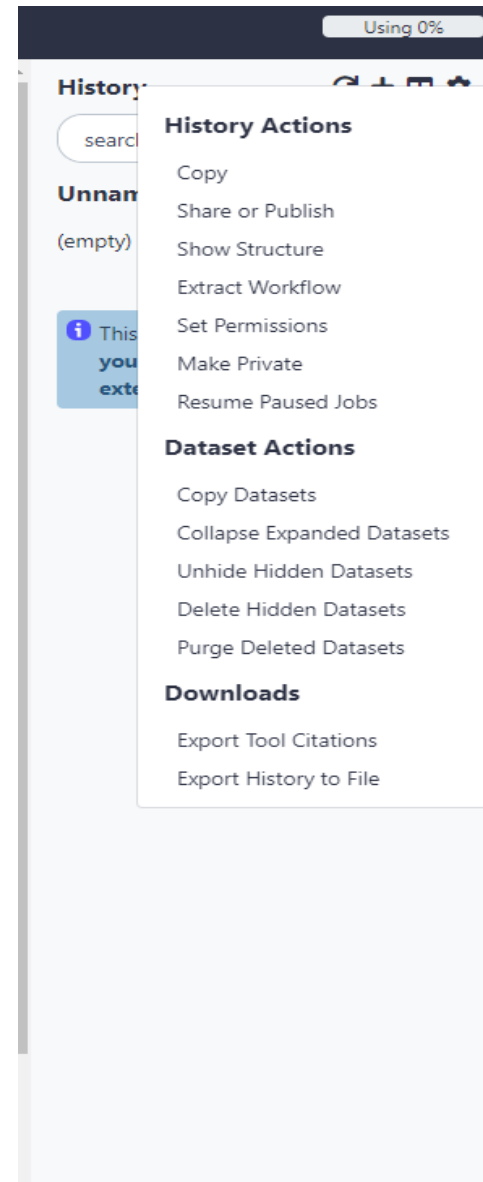 Using 0%
History
History Actions
Copy
Share or Publish
(empty)
Show Structure
Extract Workflow
Set Permissions
This
you
Make Private
Resume Paused Jobs
Dataset Actions
Copy Datasets
Collapse Expanded Datasets
Unhide Hidden Datasets
Delete Hidden Datasets
Purge Deleted Datasets
Downloads
Export Tool Citations
Export History to File